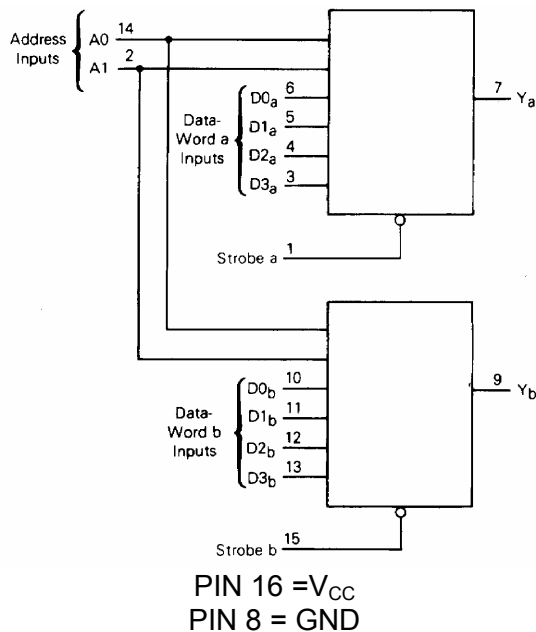 Address
Inputs
A0 14
A1 2
Data-
Word a
Inputs
D0a 6
D1a 5
D2a 4
D3a 3
7 Ya
Strobe a 1
Data-
Word b
Inputs
D0b 10
D1b 11
D2b 12
D3b 13
9 Yb
Strobe b 15
PIN 16 =VCC
PIN 8 = GND